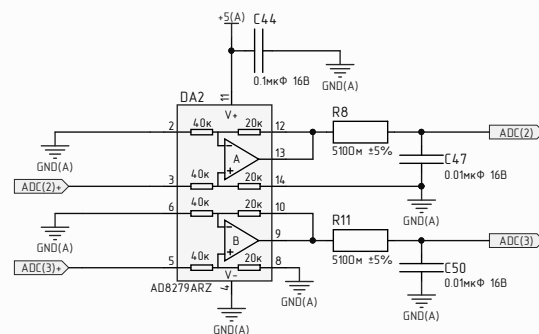 +5(A)
C44
0.1мкФ 16В
GND(A)
DA2
11
V+
2
40к
20к
12
R8
ADC(2)
GND(A)
A
13
510Ом ±5%
C47
0.01мкФ 16В
ADC(2)+
3
40к
20к
14
GND(A)
6
40к
20к
10
R11
ADC(3)
GND(A)
B
9
510Ом ±5%
C50
0.01мкФ 16В
ADC(3)+
5
40к
20к
8
V-
GND(A)
AD8279ARZ
4
GND(A)
GND(A)